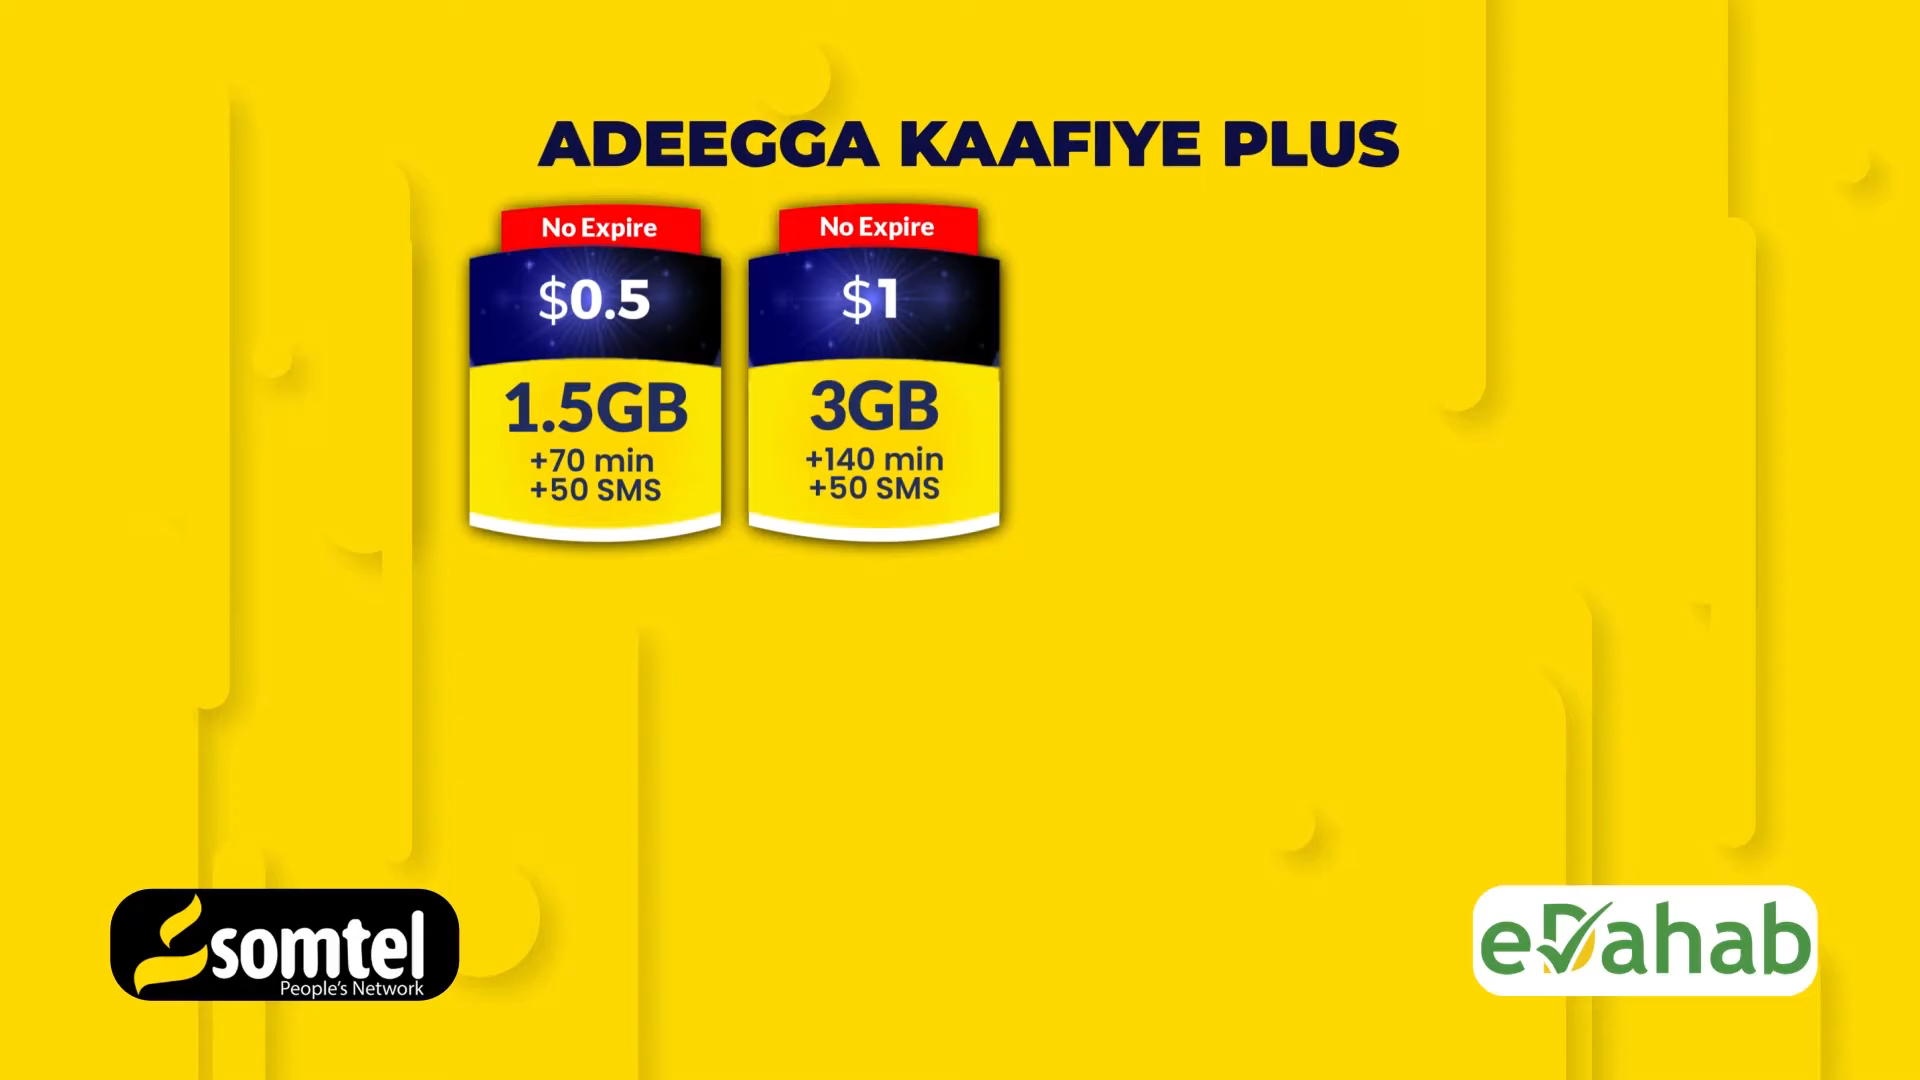 ADEEGGA KAAFIYE PLUS
No Expire
$0.5
1.5GB
+70 min
+50 SMS
No Expire
$1
3GB
+140 min
+50 SMS
somtel
People's Network
eDahab